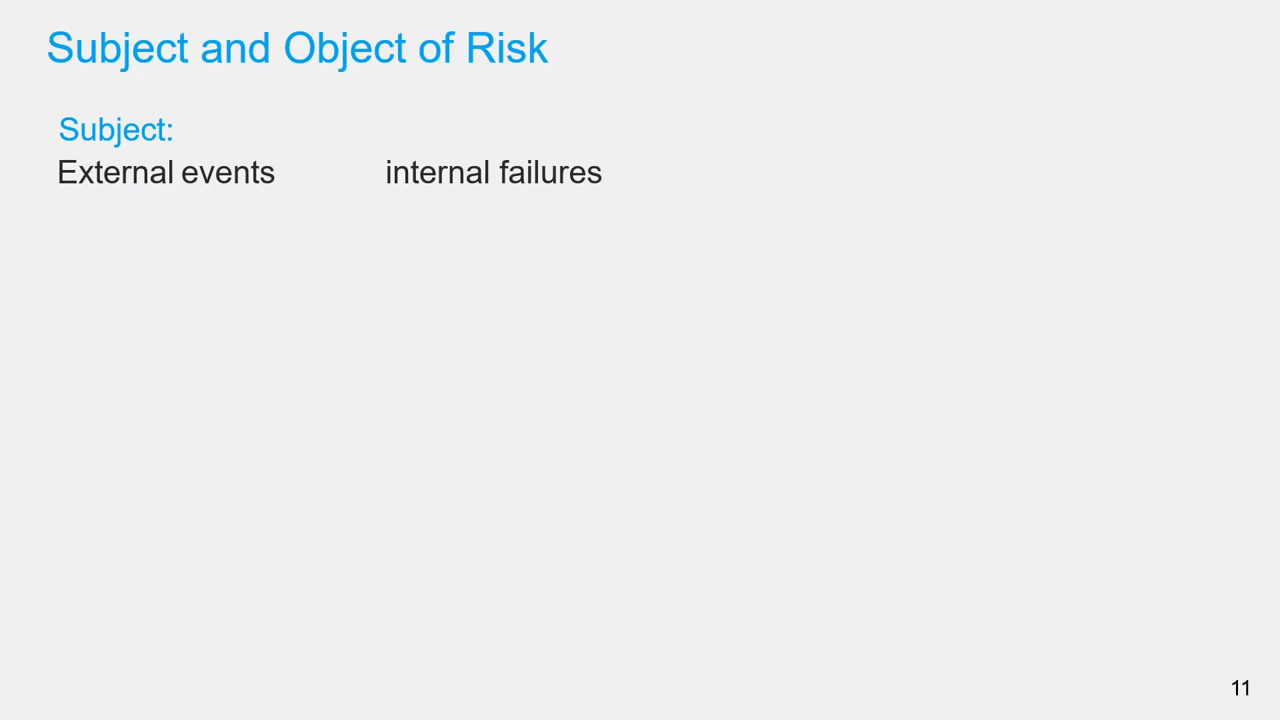 Subject and Object of Risk
Subject:
External events internal failures
11